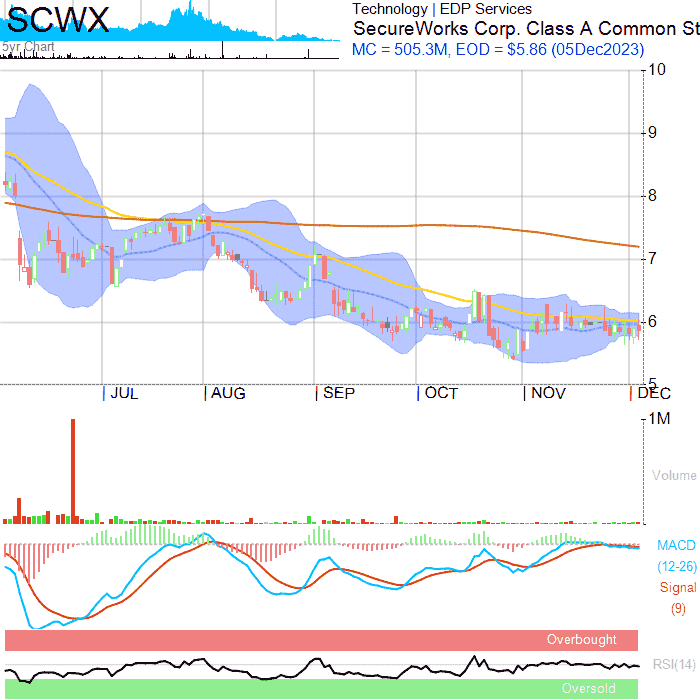 SCWX
5yr Chart
Technology | EDP Services
SecureWorks Corp. Class A Common St
MC = 505.3M, EOD = $5.86 (05Dec2023)
10
9
8
7
6
5
JUL AUG SEP OCT NOV DEC
1M
Volume
MACD
(12-26)
Signal
(9)
Overbought
RSI(14)
Oversold